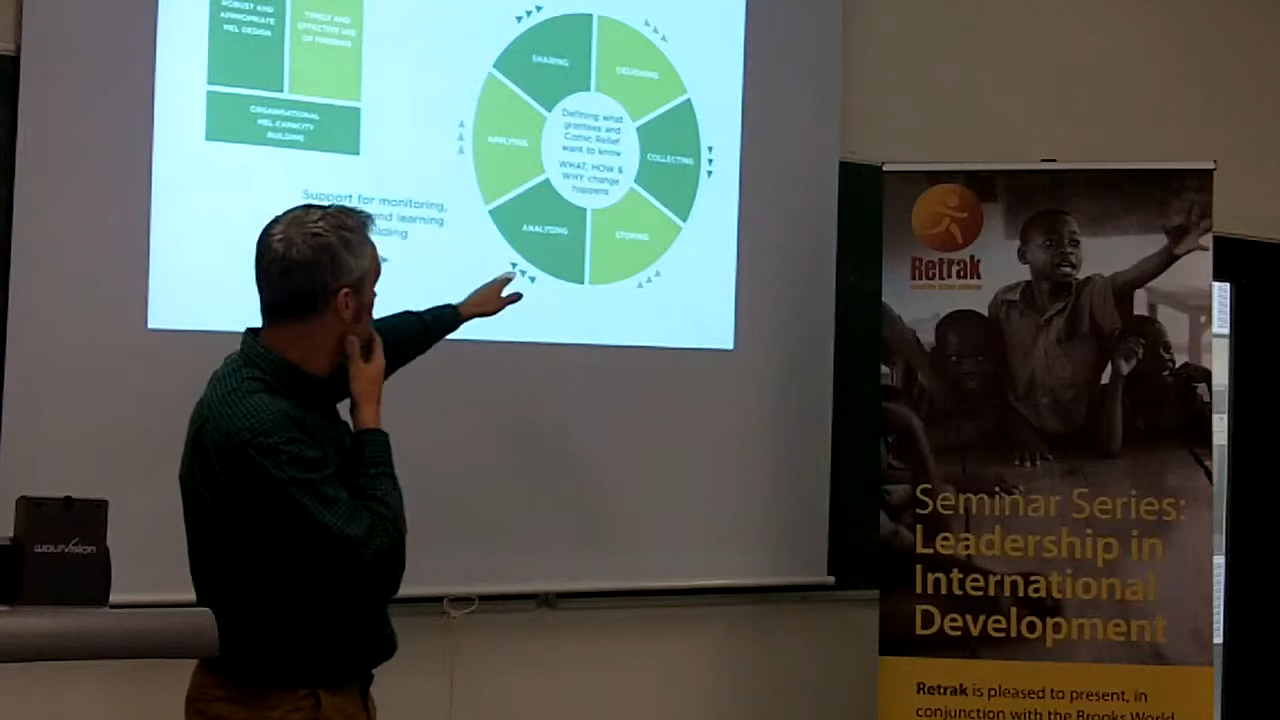 ROBUST AND
APPROPRIATE
MEL DESIGN
TIMELY AND
EFFECTIVE USE
OF FINDINGS
ORGANISATIONAL
MEL CAPACITY
BUILDING
Support for monitoring,
and learning
SHARING
DESIGNING
COLLECTING
STORING
ANALYSING
APPLYING
Defining what
grantees and
Comic Relief
want to know
WHAT, HOW &
WHY change
happens
wourvision
Retrak
Seminar Series:
Leadership in
International
Development
Retrak is pleased to present, in
conjunction with the Brooks World